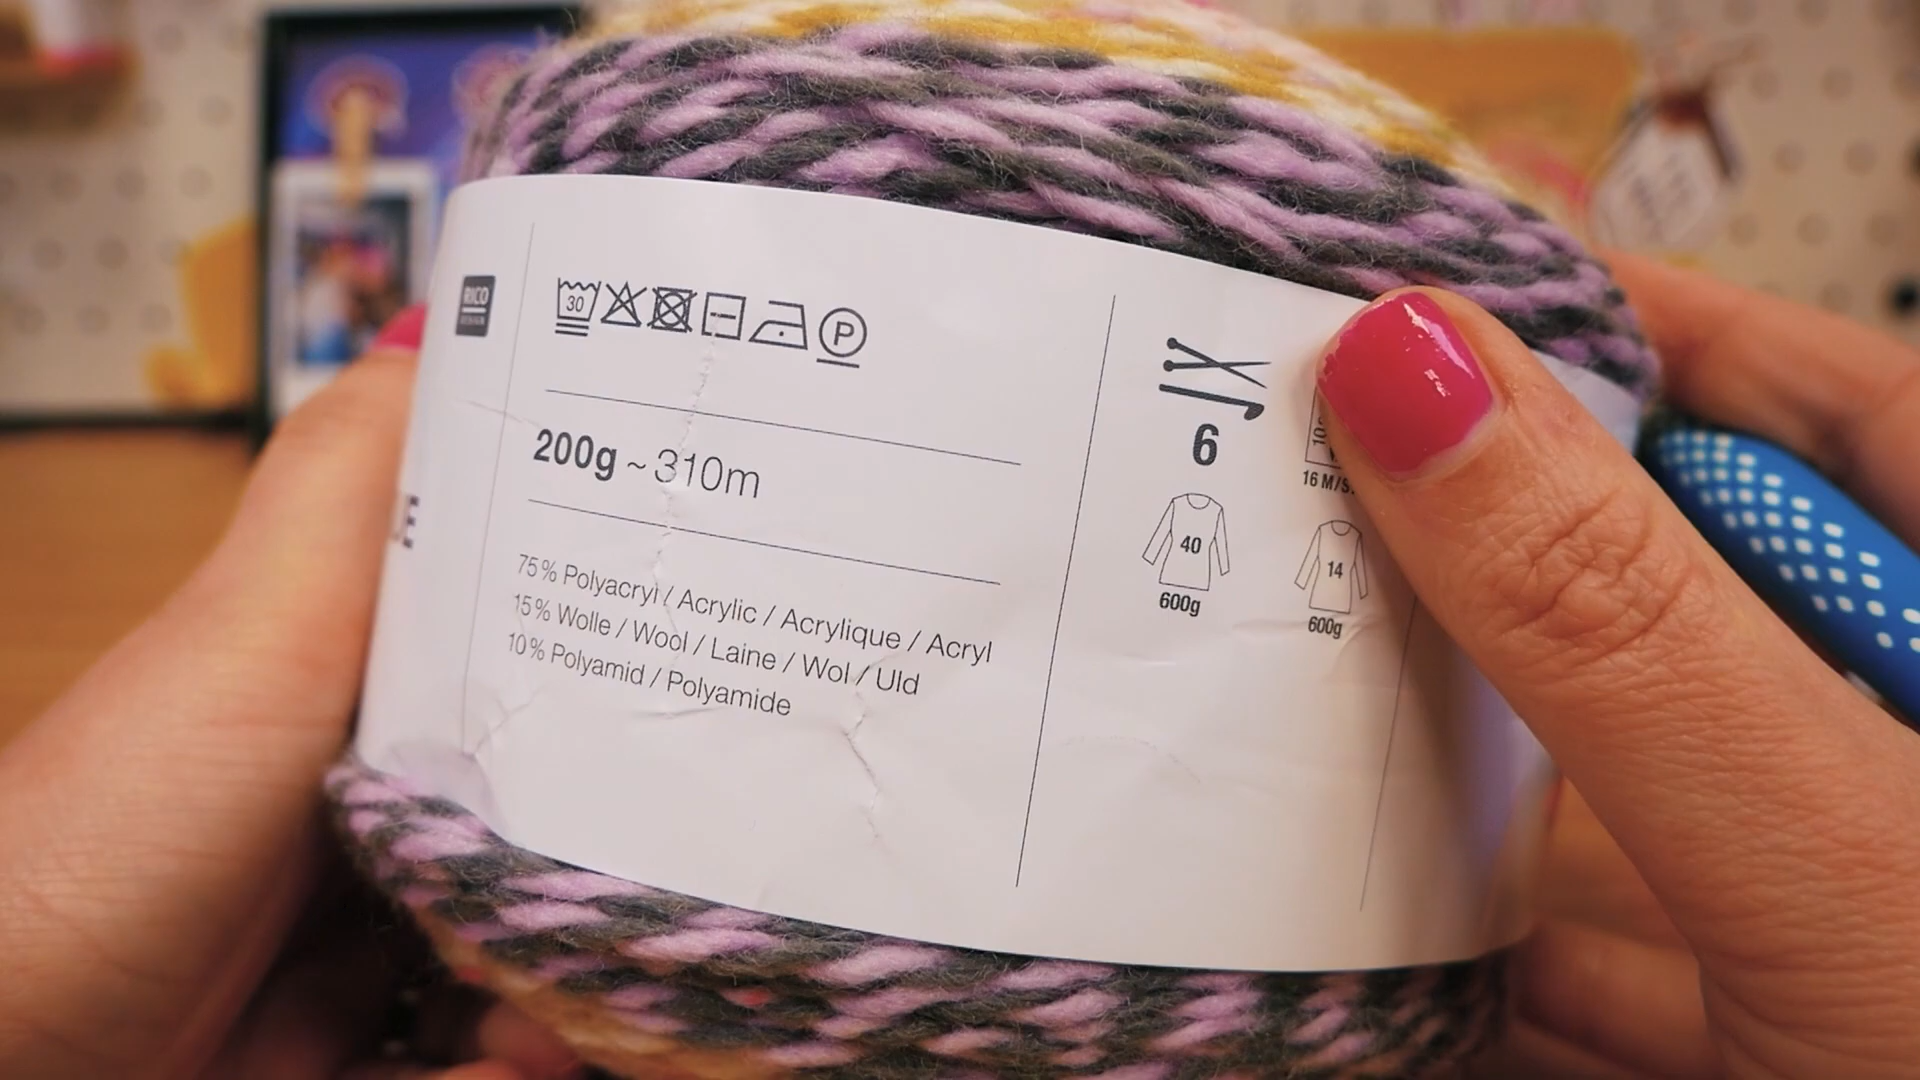 RICO
DESIGN
30
P
200g ~ 310m
75% Polyacryl / Acrylic / Acrylique / Acryl
15% Wolle / Wool / Laine / Wol / Uld
10% Polyamid / Polyamide
6
16 M/S
40
600g
14
600g